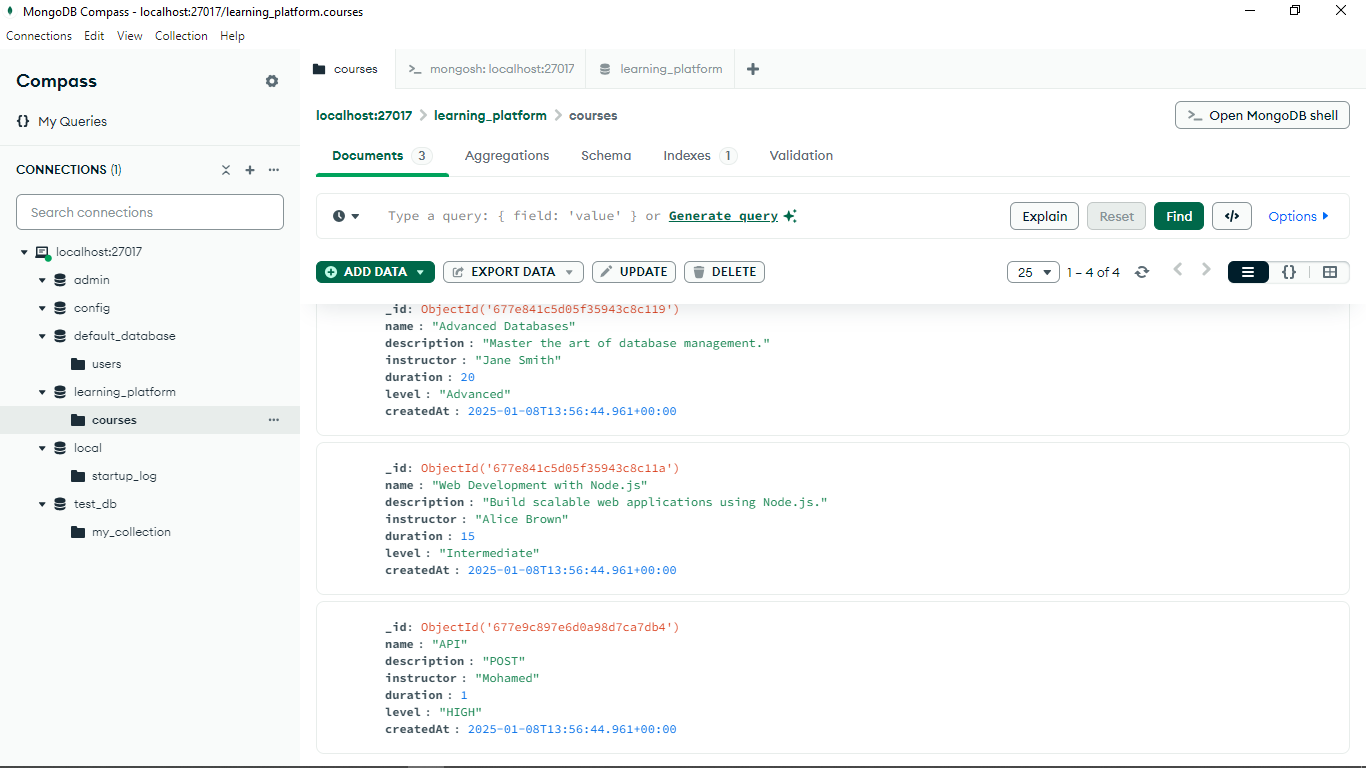 MongoDB Compass - localhost:27017/learning_platform.courses
Connections Edit View Collection Help
Compass
{} My Queries
CONNECTIONS (1)
Search connections
localhost:27017
admin
config
default_database
users
learning_platform
courses
local
startup_log
test_db
my_collection
courses
>_ mongosh: localhost:27017
learning_platform
localhost:27017 > learning_platform > courses
>_ Open MongoDB shell
Documents 3 Aggregations Schema Indexes 1 Validation
Type a query: { field: 'value' } or Generate query
Explain Reset Find </> Options
ADD DATA EXPORT DATA UPDATE DELETE
25 1 – 4 of 4 {}
_id: ObjectId('677e841c5d05f35943c8c119')
name : "Advanced Databases"
description : "Master the art of database management."
instructor : "Jane Smith"
duration : 20
level : "Advanced"
createdAt : 2025-01-08T13:56:44.961+00:00
_id: ObjectId('677e841c5d05f35943c8c11a')
name : "Web Development with Node.js"
description : "Build scalable web applications using Node.js."
instructor : "Alice Brown"
duration : 15
level : "Intermediate"
createdAt : 2025-01-08T13:56:44.961+00:00
_id: ObjectId('677e9c897e6d0a98d7ca7db4')
name : "API"
description : "POST"
instructor : "Mohamed"
duration : 1
level : "HIGH"
createdAt : 2025-01-08T13:56:44.961+00:00